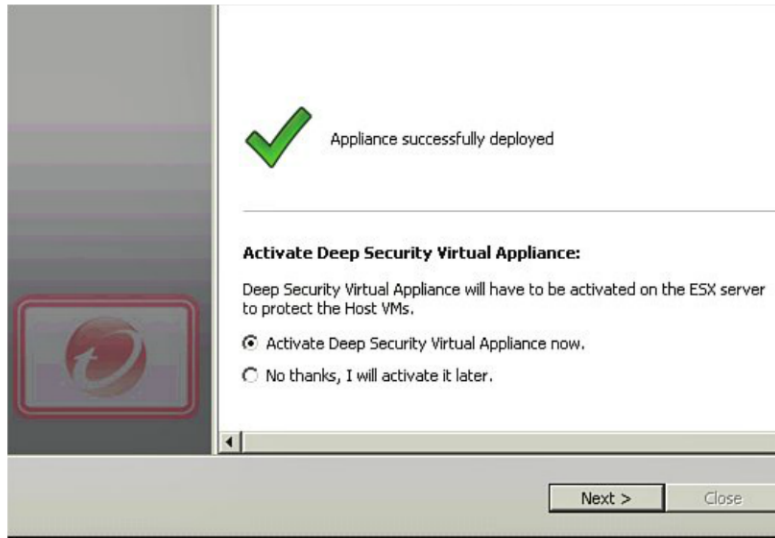 Appliance successfully deployed
Activate Deep Security Virtual Appliance:
Deep Security Virtual Appliance will have to be activated on the ESX server
to protect the Host VMs.
Activate Deep Security Virtual Appliance now.
No thanks, I will activate it later.
Next >
Close